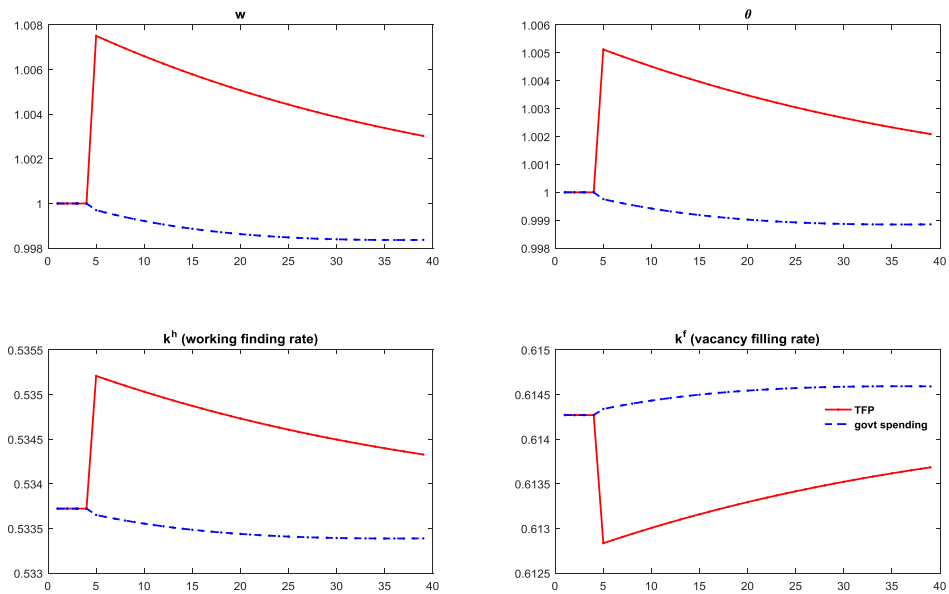 w
1.008
1.006
1.004
1.002
1
0.998
0 5 10 15 20 25 30 35 40
θ
1.006
1.005
1.004
1.003
1.002
1.001
1
0.999
0.998
0 5 10 15 20 25 30 35 40
k^h (working finding rate)
0.5355
0.535
0.5345
0.534
0.5335
0.533
0 5 10 15 20 25 30 35 40
k^f (vacancy filling rate)
0.615
0.6145
0.614
0.6135
0.613
0.6125
TFP
govt spending
0 5 10 15 20 25 30 35 40